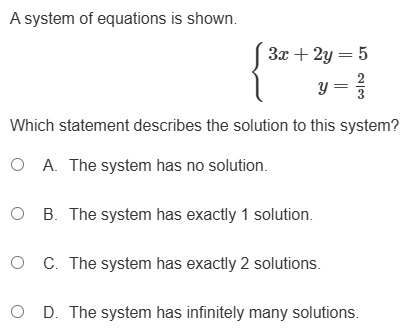 A system of equations is shown.
3x + 2y = 5
y = 2/3
Which statement describes the solution to this system?
A. The system has no solution.
B. The system has exactly 1 solution.
C. The system has exactly 2 solutions.
D. The system has infinitely many solutions.